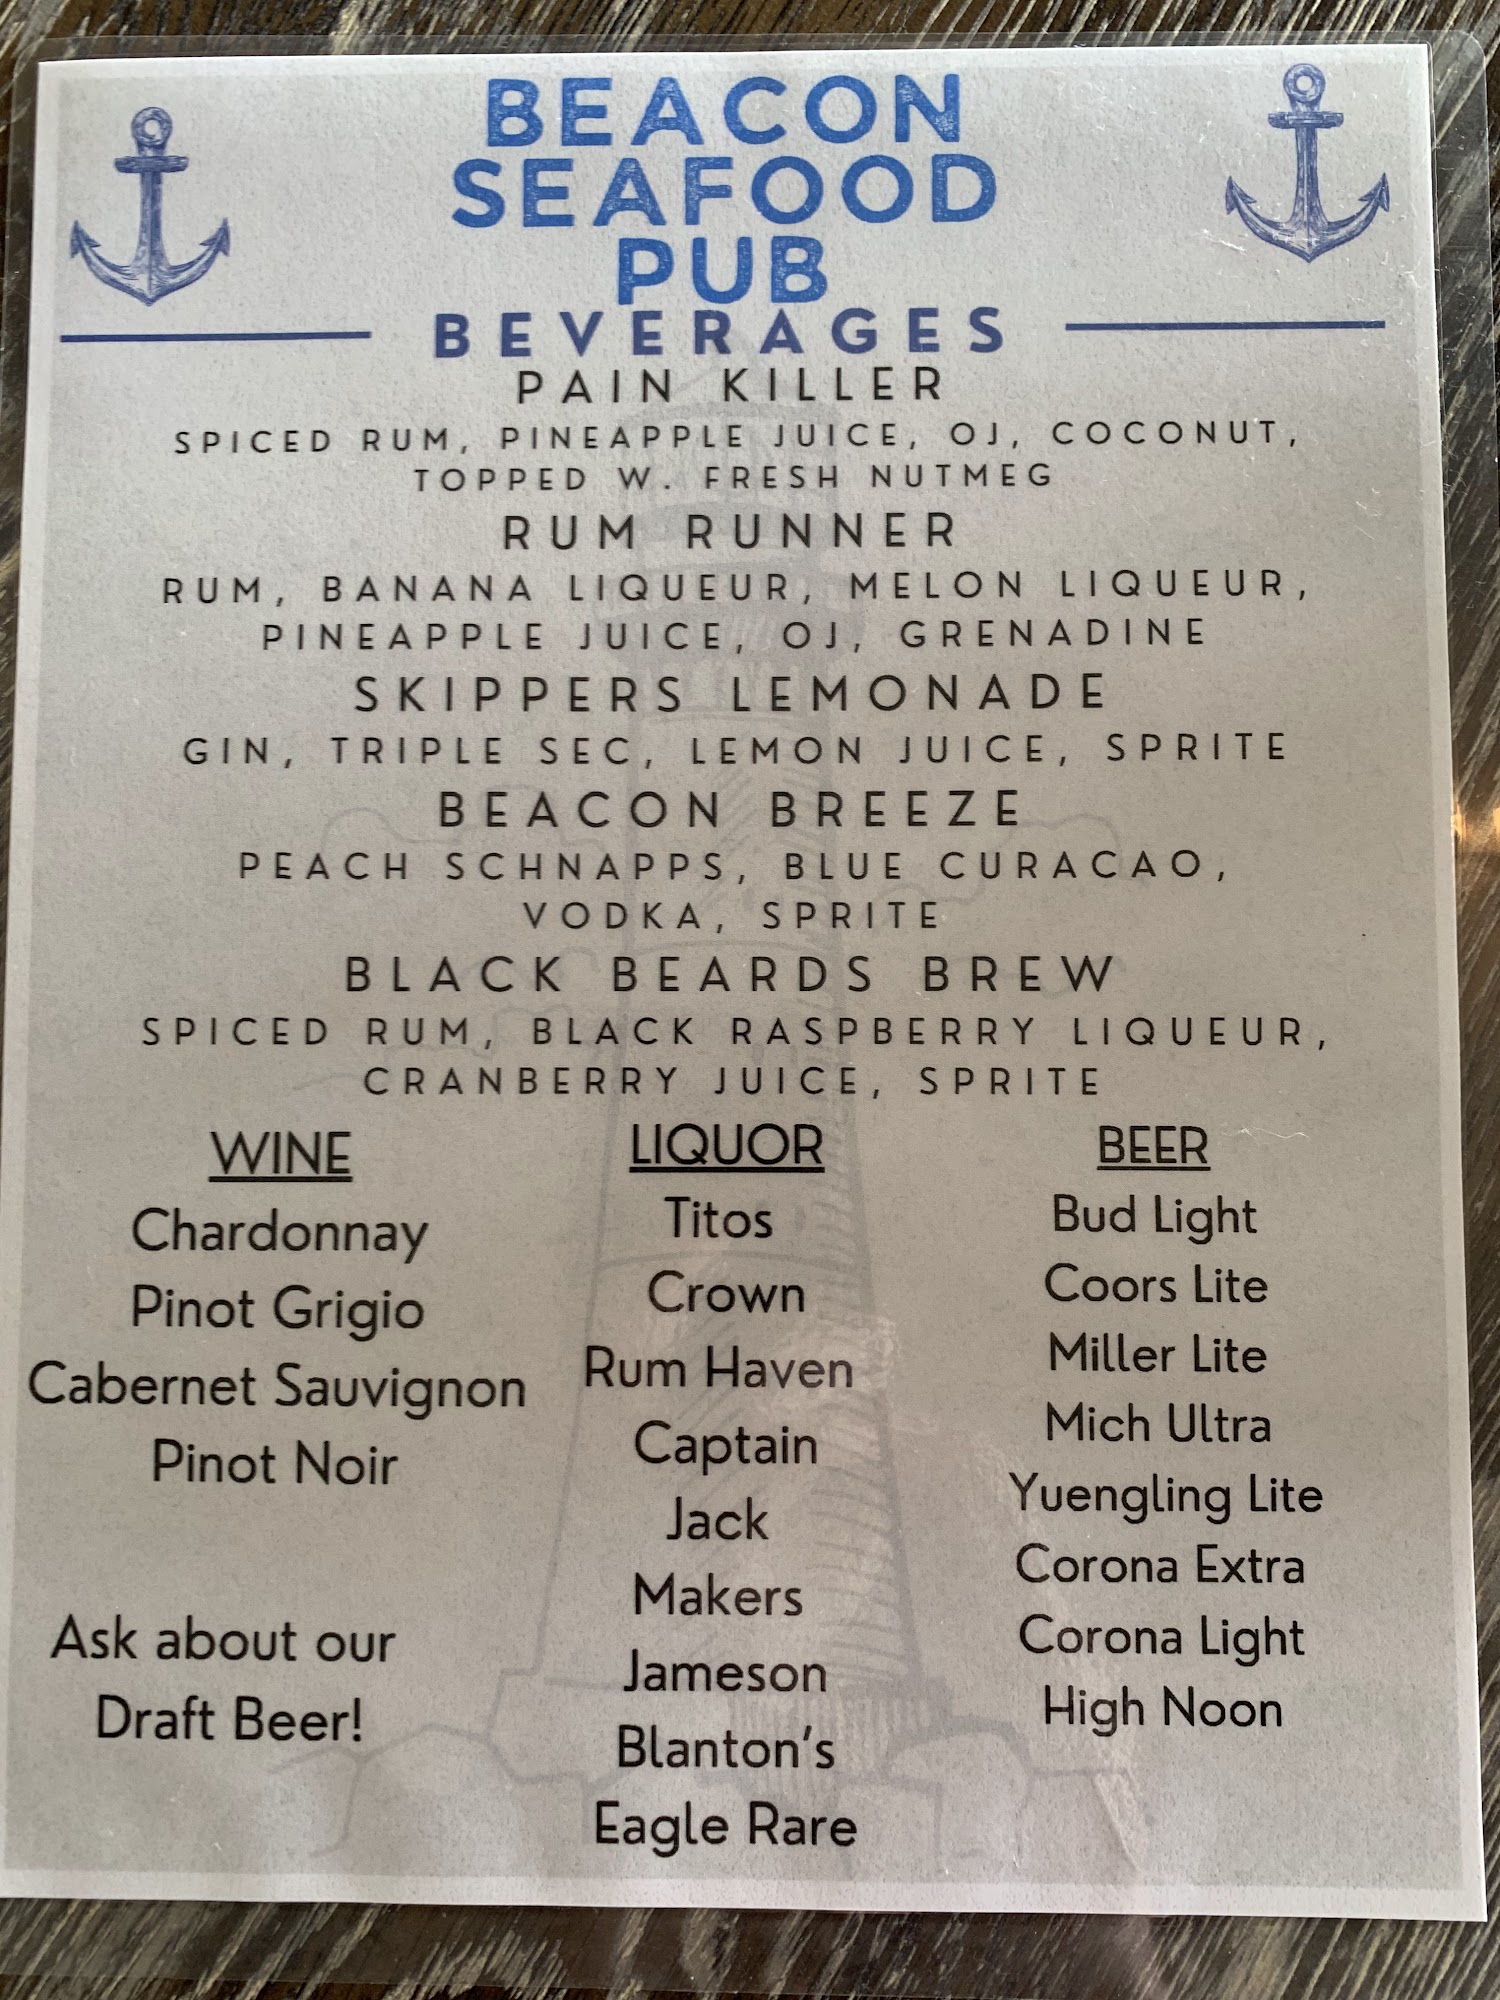 BEACON
SEAFOOD
PUB
BEVERAGES
PAIN KILLER
SPICED RUM, PINEAPPLE JUICE, OJ, COCONUT,
TOPPED W. FRESH NUTMEG
RUM RUNNER
RUM, BANANA LIQUEUR, MELON LIQUEUR,
PINEAPPLE JUICE, OJ, GRENADINE
SKIPPERS LEMONADE
GIN, TRIPLE SEC, LEMON JUICE, SPRITE
BEACON BREEZE
PEACH SCHNAPPS, BLUE CURACAO,
VODKA, SPRITE
BLACK BEARDS BREW
SPICED RUM, BLACK RASPBERRY LIQUEUR,
CRANBERRY JUICE, SPRITE
WINE
Chardonnay
Pinot Grigio
Cabernet Sauvignon
Pinot Noir
Ask about our
Draft Beer!
LIQUOR
Titos
Crown
Rum Haven
Captain
Jack
Makers
Jameson
Blanton's
Eagle Rare
BEER
Bud Light
Coors Lite
Miller Lite
Mich Ultra
Yuengling Lite
Corona Extra
Corona Light
High Noon